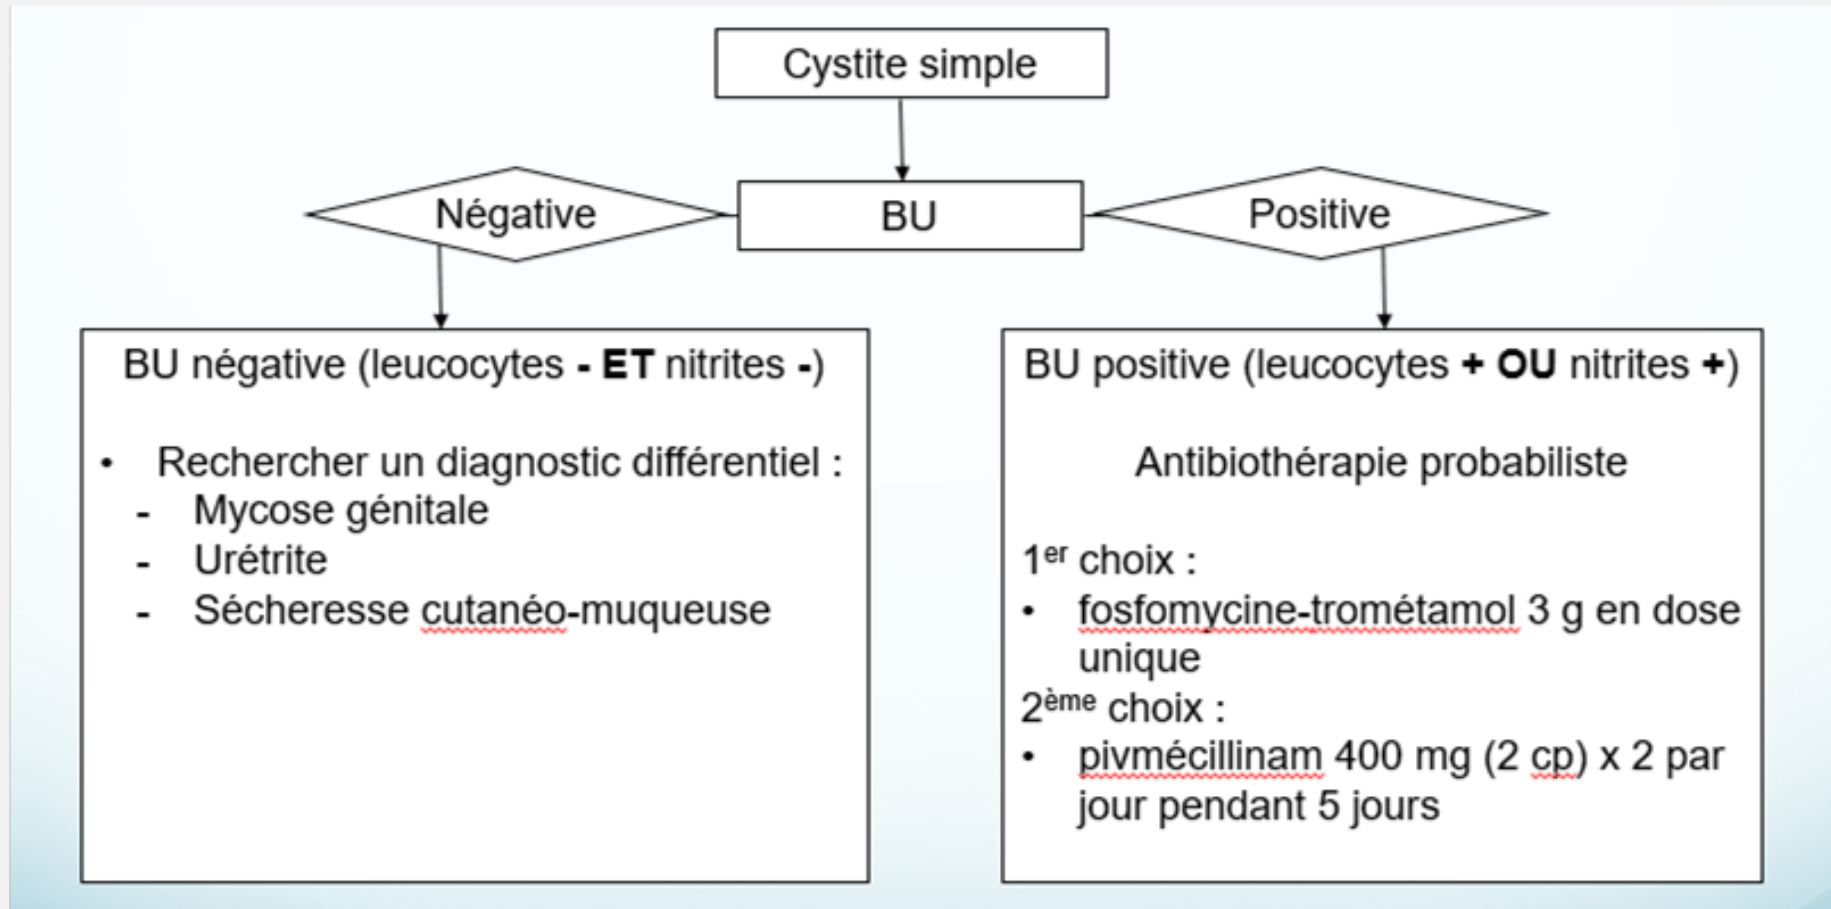 Cystite simple
Négative
BU
Positive
BU négative (leucocytes - ET nitrites -)
• Rechercher un diagnostic différentiel :
- Mycose génitale
- Urétrite
- Sécheresse cutanéo-muqueuse
BU positive (leucocytes + OU nitrites +)
Antibiothérapie probabiliste
1er choix :
• fosfomycine-trométamol 3 g en dose
unique
2ème choix :
• pivmécillinam 400 mg (2 cp) x 2 par
jour pendant 5 jours